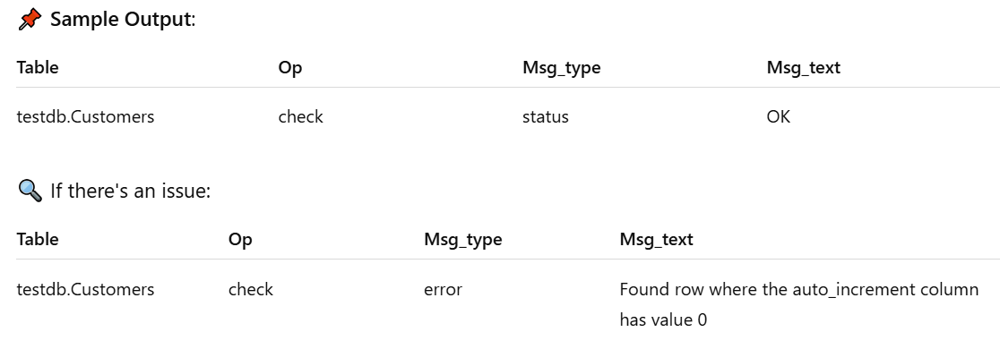 📌 Sample Output:
Table Op Msg_type Msg_text
testdb.Customers check status OK
🔍 If there's an issue:
Table Op Msg_type Msg_text
testdb.Customers check error Found row where the auto_increment column
has value 0